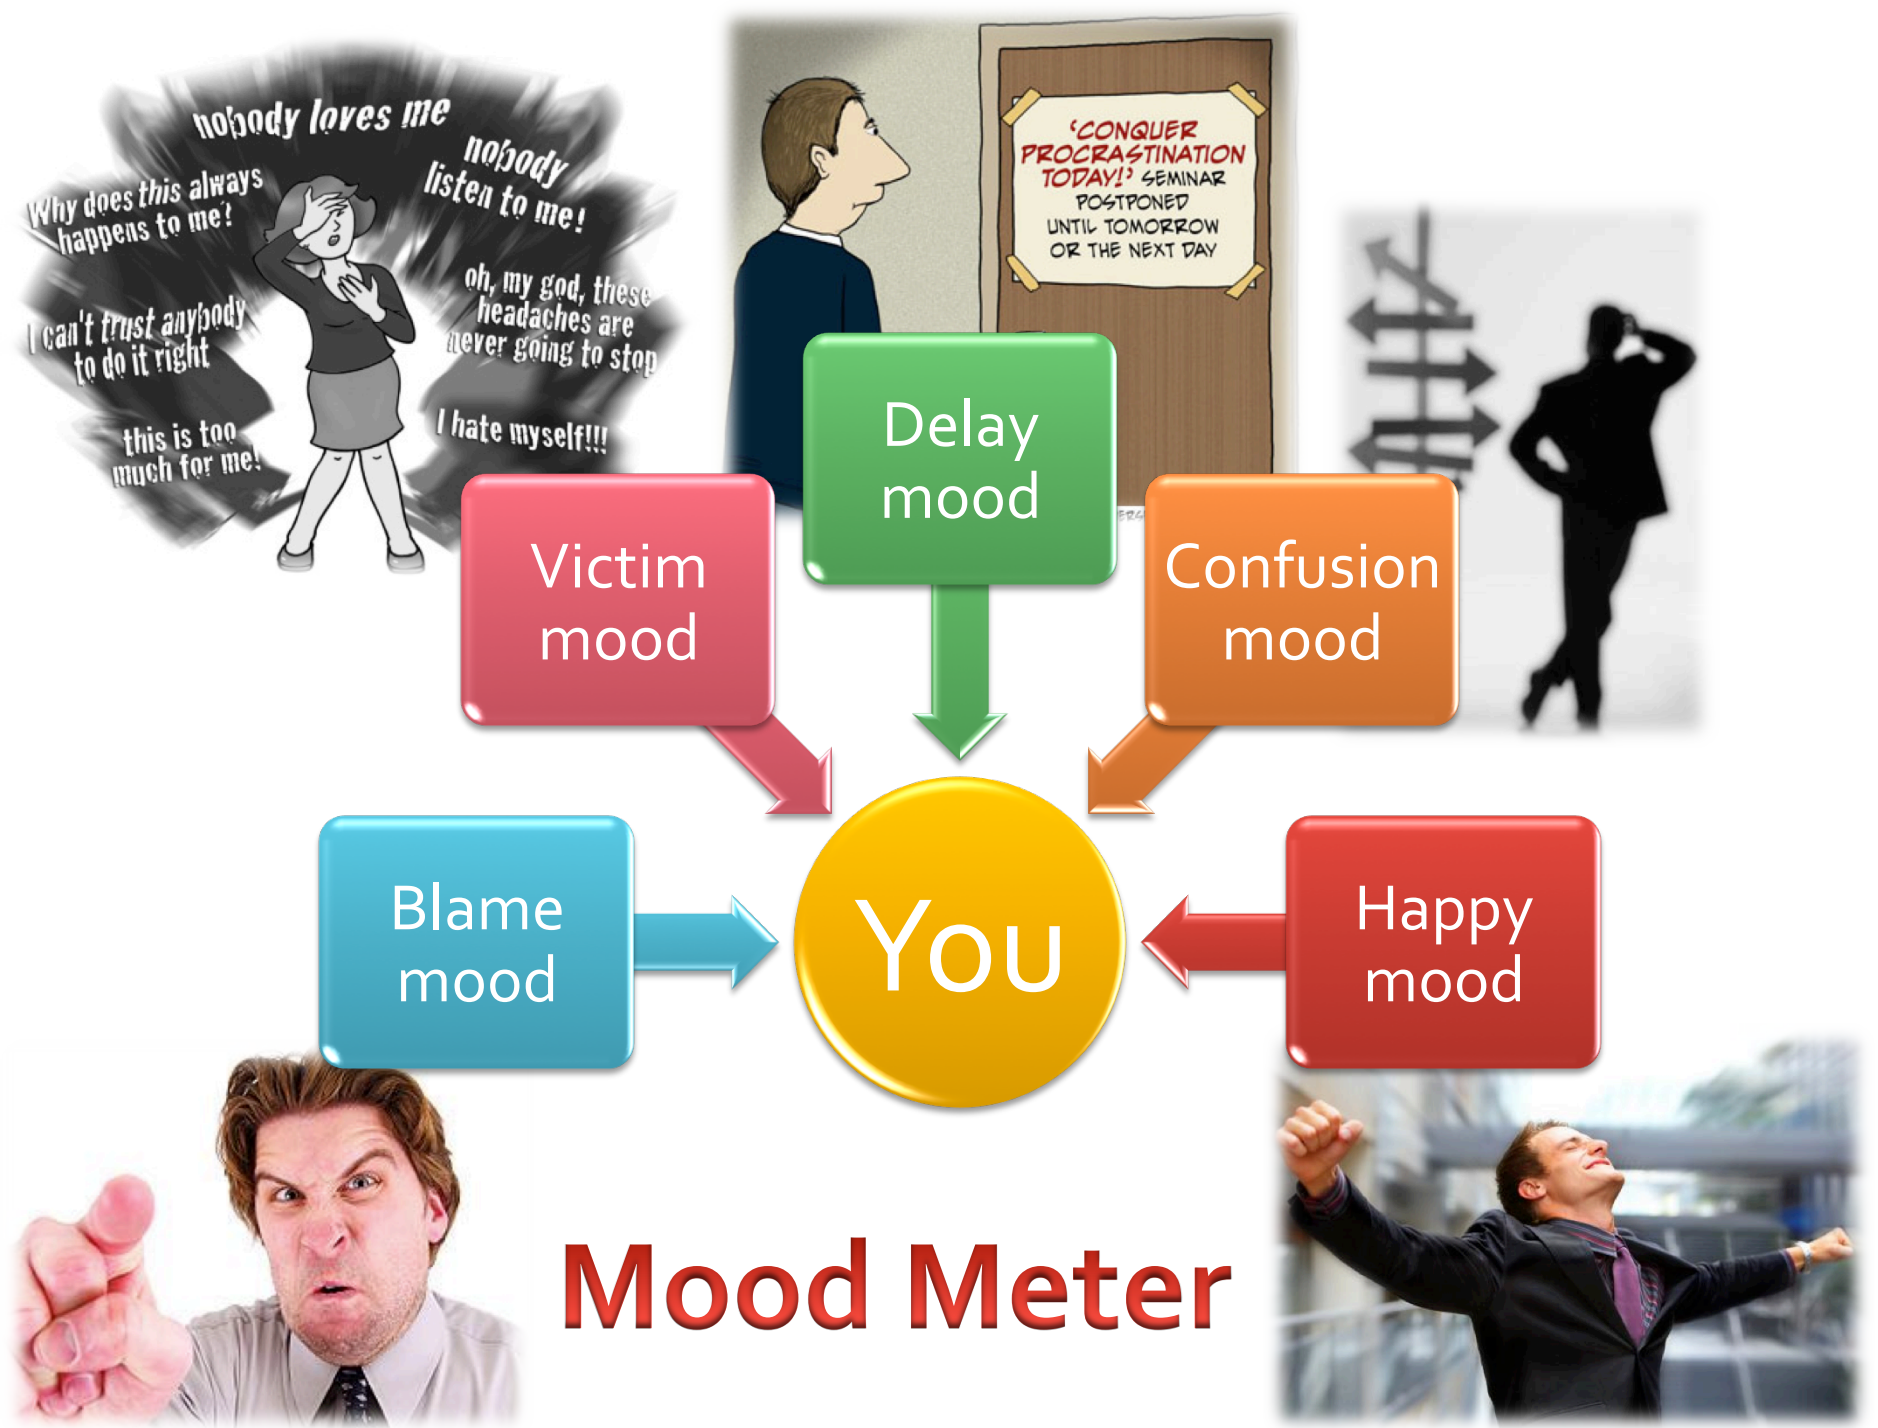 nobody loves me
nobody
listen to me!
Why does this always
happens to me?
oh, my god, these
headaches are
never going to stop
I can't trust anybody
to do it right
this is too
much for me!
I hate myself!!!
'CONQUER
PROCRASTINATION
TODAY!' SEMINAR
POSTPONED
UNTIL TOMORROW
OR THE NEXT DAY
Delay
mood
Victim
mood
Confusion
mood
Blame
mood
You
Happy
mood
Mood Meter